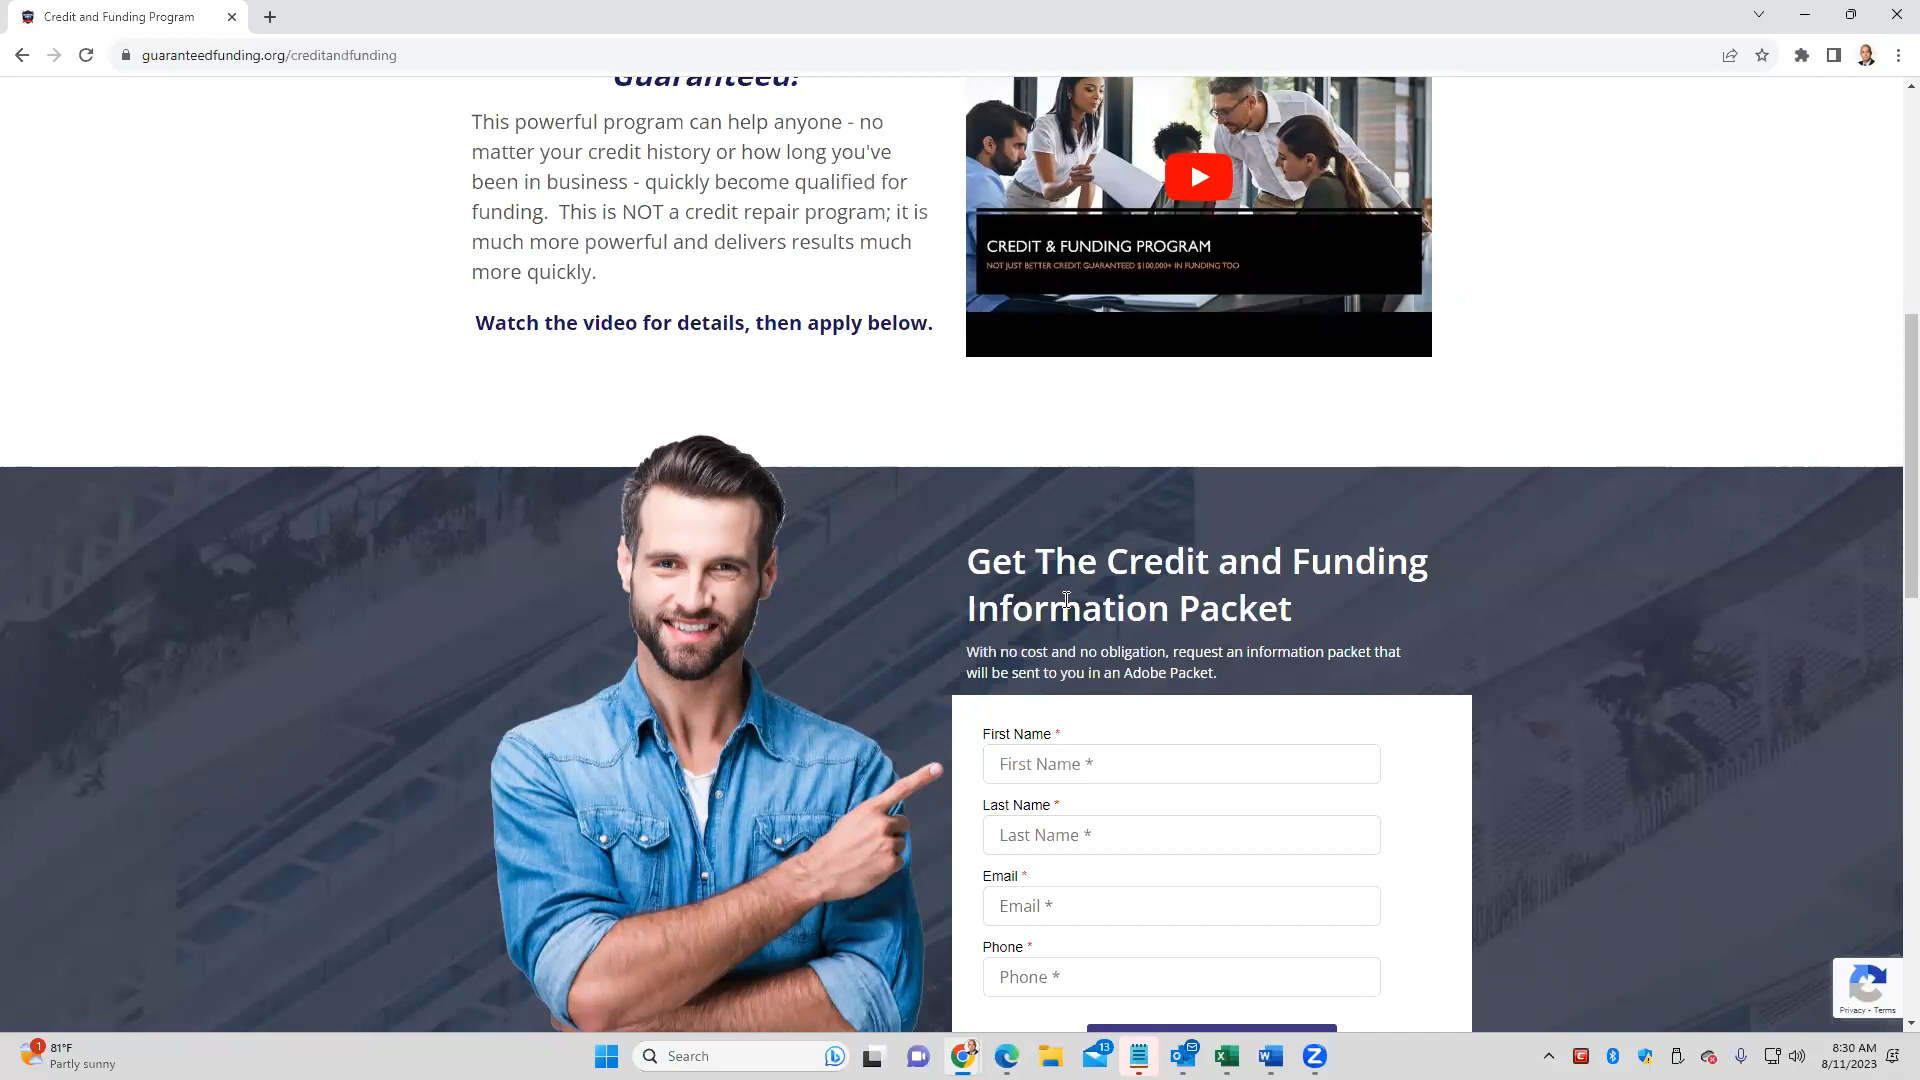 Credit and Funding Program
guaranteedfunding.org/creditandfunding
Guaranteed!
This powerful program can help anyone - no
matter your credit history or how long you've
been in business - quickly become qualified for
funding.  This is NOT a credit repair program; it is
much more powerful and delivers results much
more quickly.
Watch the video for details, then apply below.
CREDIT & FUNDING PROGRAM
NOT JUST BETTER CREDIT, GUARANTEED $100,000+ IN FUNDING TOO
Get The Credit and Funding
Information Packet
With no cost and no obligation, request an information packet that
will be sent to you in an Adobe Packet.
First Name *
First Name *
Last Name *
Last Name *
Email *
Email *
Phone *
Phone *
Privacy - Terms
1
81°F
Partly sunny
Search
13
8:30 AM
8/11/2023